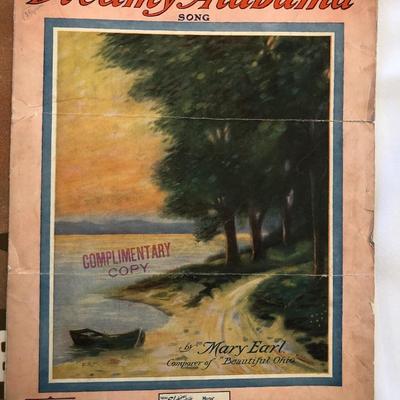 Dreamy Alabama
SONG
COMPLIMENTARY
COPY
by Mary Earl
Composer of "Beautiful Ohio"